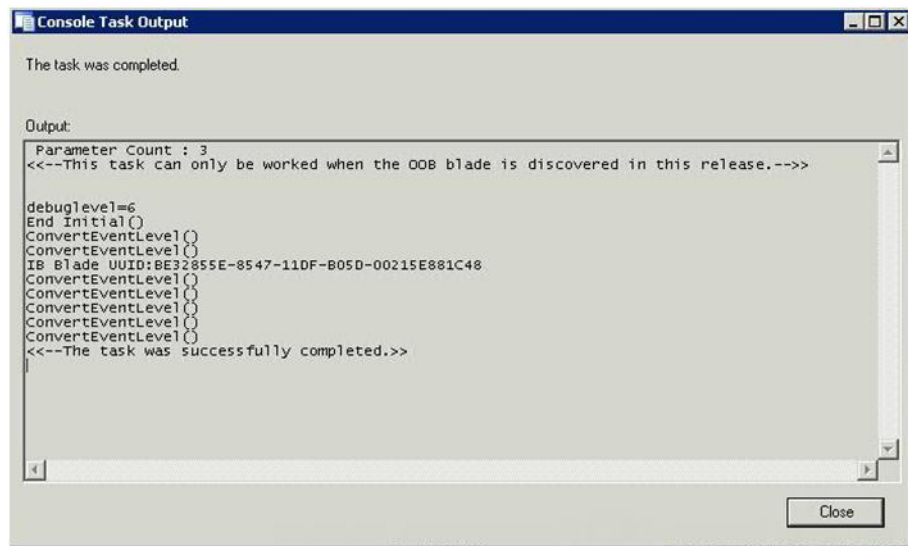 Console Task Output
The task was completed.
Output:
Parameter Count : 3
<<--This task can only be worked when the OOB blade is discovered in this release.-->>
debuglevel=6
End Initial()
ConvertEventLevel()
ConvertEventLevel()
IB Blade UUID:BE32855E-8547-11DF-B05D-00215E881C48
ConvertEventLevel()
ConvertEventLevel()
ConvertEventLevel()
ConvertEventLevel()
ConvertEventLevel()
<<--The task was successfully completed.>>
Close